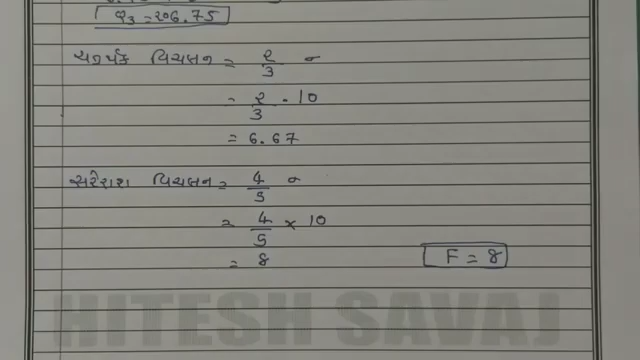 Q₃ = 206.75
ચતુર્થક વિચલન = 2/3 σ
= 2/3 · 10
= 6.67
સરેરાશ વિચલન = 4/5 σ
= 4/5 × 10
= 8
F = 8
HITESH SAVAJ